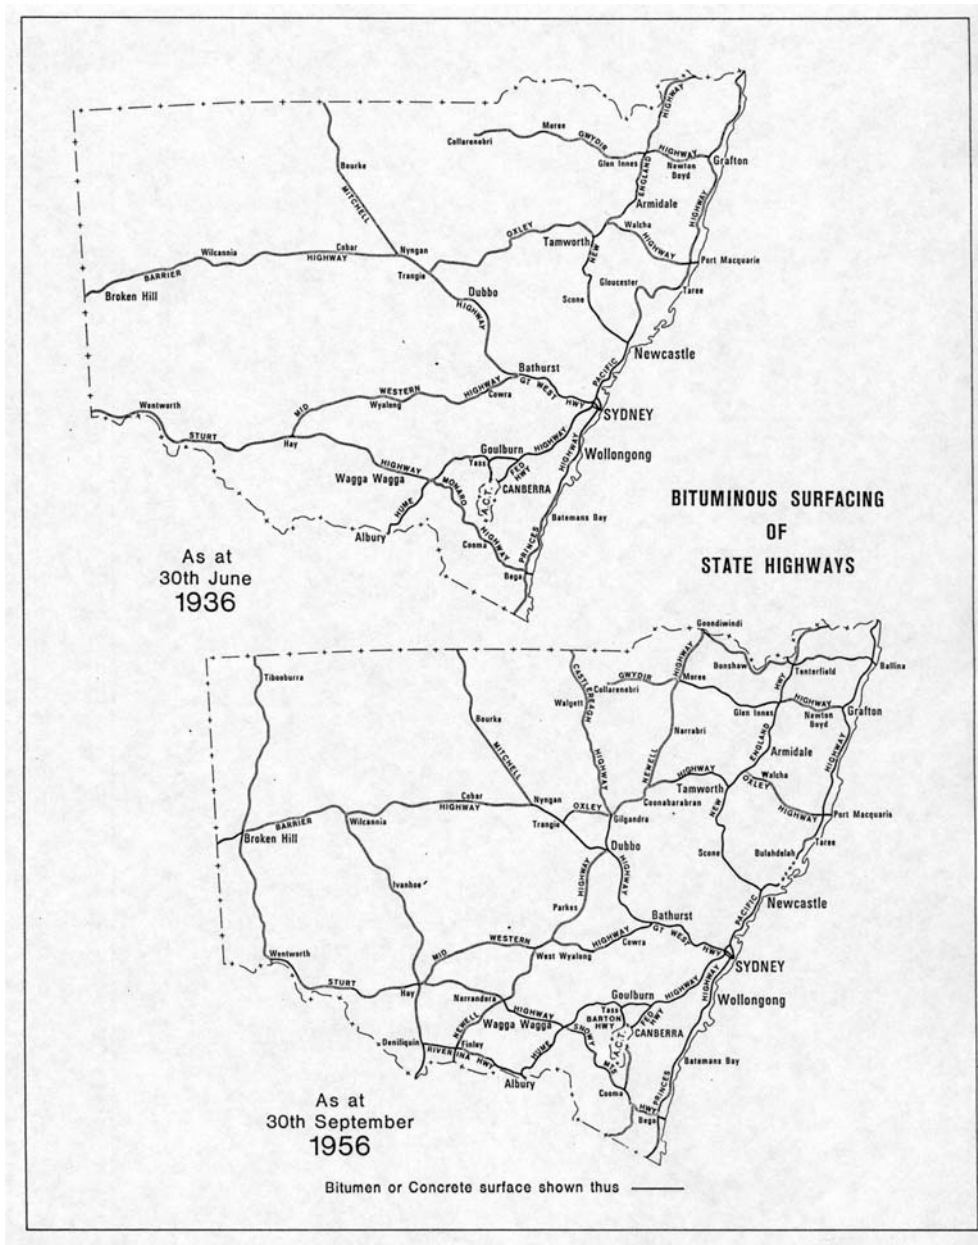 HIGHWAY
Moree
Collarenebri
GWYDIR
HIGHWAY
Glen Innes
Newton
Boyd
Grafton
Bourke
ENGLAND
MITCHELL
Armidale
HIGHWAY
OXLEY
Walcha
Tamworth
HIGHWAY
Cobar
Nyngan
Wilcannia
HIGHWAY
NEW
Port Macquarie
BARRIER
Trangie
Gloucester
Broken Hill
Dubbo
Scone
Taree
HIGHWAY
Newcastle
PACIFIC
Bathurst
WESTERN
HIGHWAY
GT WEST HWY
Wentworth
MID
Wyalong
Cowra
SYDNEY
STURT
Hay
Goulburn
HIGHWAY
HIGHWAY
Wollongong
HIGHWAY
Yass
FED
HWY
Wagga Wagga
MONARO
CANBERRA
A.C.T.
HUME
Batemans Bay
Albury
HIGHWAY
PRINCES
Cooma
Bega
BITUMINOUS SURFACING
OF
STATE HIGHWAYS
As at
30th June
1936
Goondiwindi
HIGHWAY
Bonshaw
Tenterfield
Ballina
Tibooburra
CASTLEREAGH
GWYDIR
Moree
HWY
Collarenebri
Walgett
HIGHWAY
Glen Innes
Newton
Boyd
Grafton
Bourke
Narrabri
ENGLAND
MITCHELL
Armidale
HIGHWAY
HIGHWAY
NEWELL
HIGHWAY
Walcha
Tamworth
OXLEY
Cobar
Nyngan
HIGHWAY
OXLEY
Coonabarabran
NEW
HIGHWAY
Port Macquarie
BARRIER
Wilcannia
Trangie
Gilgandra
Broken Hill
Taree
Dubbo
Scone
Bulahdelah
HIGHWAY
HIGHWAY
Ivanhoe
Newcastle
Parkes
PACIFIC
Bathurst
HIGHWAY
GT WEST HWY
WESTERN
Cowra
MID
West Wyalong
Wentworth
SYDNEY
STURT
Hay
Goulburn
HIGHWAY
HIGHWAY
Wollongong
Narrandera
HIGHWAY
Yass
BARTON
HWY
FED
HWY
Wagga Wagga
NEWELL
SNOWY
CANBERRA
A.C.T.
Deniliquin
Finley
HUME
MTS
Batemans Bay
RIVERINA HWY
Albury
PRINCES
Cooma
HWY
Bega
As at
30th September
1956
Bitumen or Concrete surface shown thus